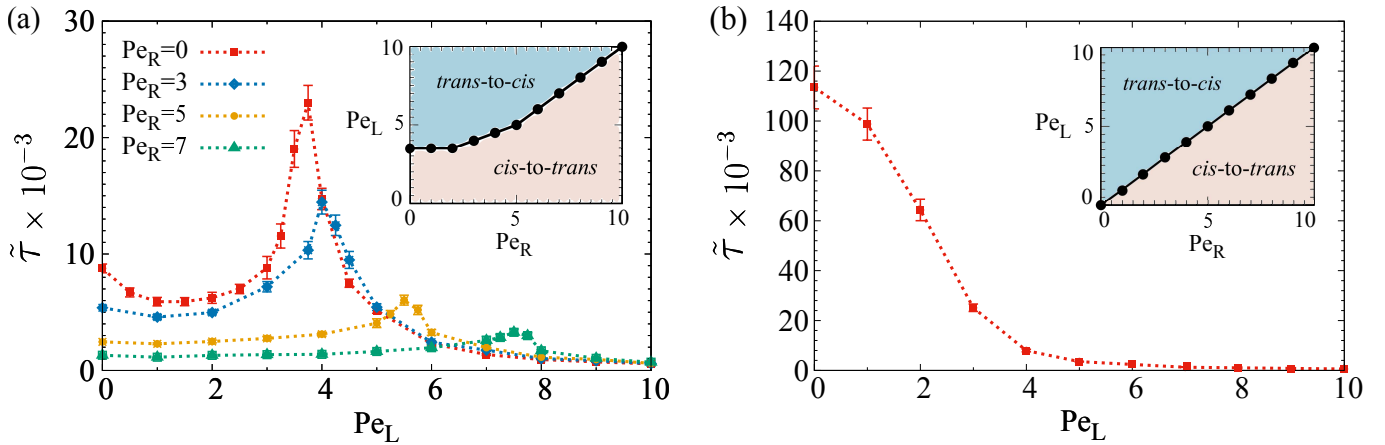 (a)
30
20
10
0
τ̃ × 10⁻³
Pe_R=0
Pe_R=3
Pe_R=5
Pe_R=7
0 2 4 6 8 10
Pe_L
10
5
0
Pe_L
trans-to-cis
cis-to-trans
0 5 10
Pe_R
(b)
140
120
100
80
60
40
20
0
τ̃ × 10⁻³
0 2 4 6 8 10
Pe_L
10
5
0
Pe_L
trans-to-cis
cis-to-trans
0 5 10
Pe_R